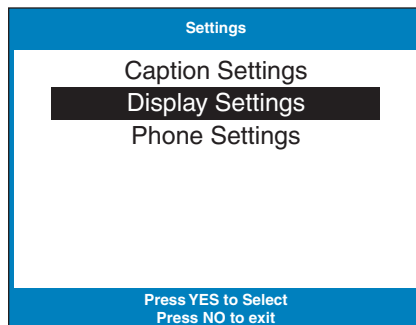 Settings
Caption Settings
Display Settings
Phone Settings
Press YES to Select
Press NO to exit